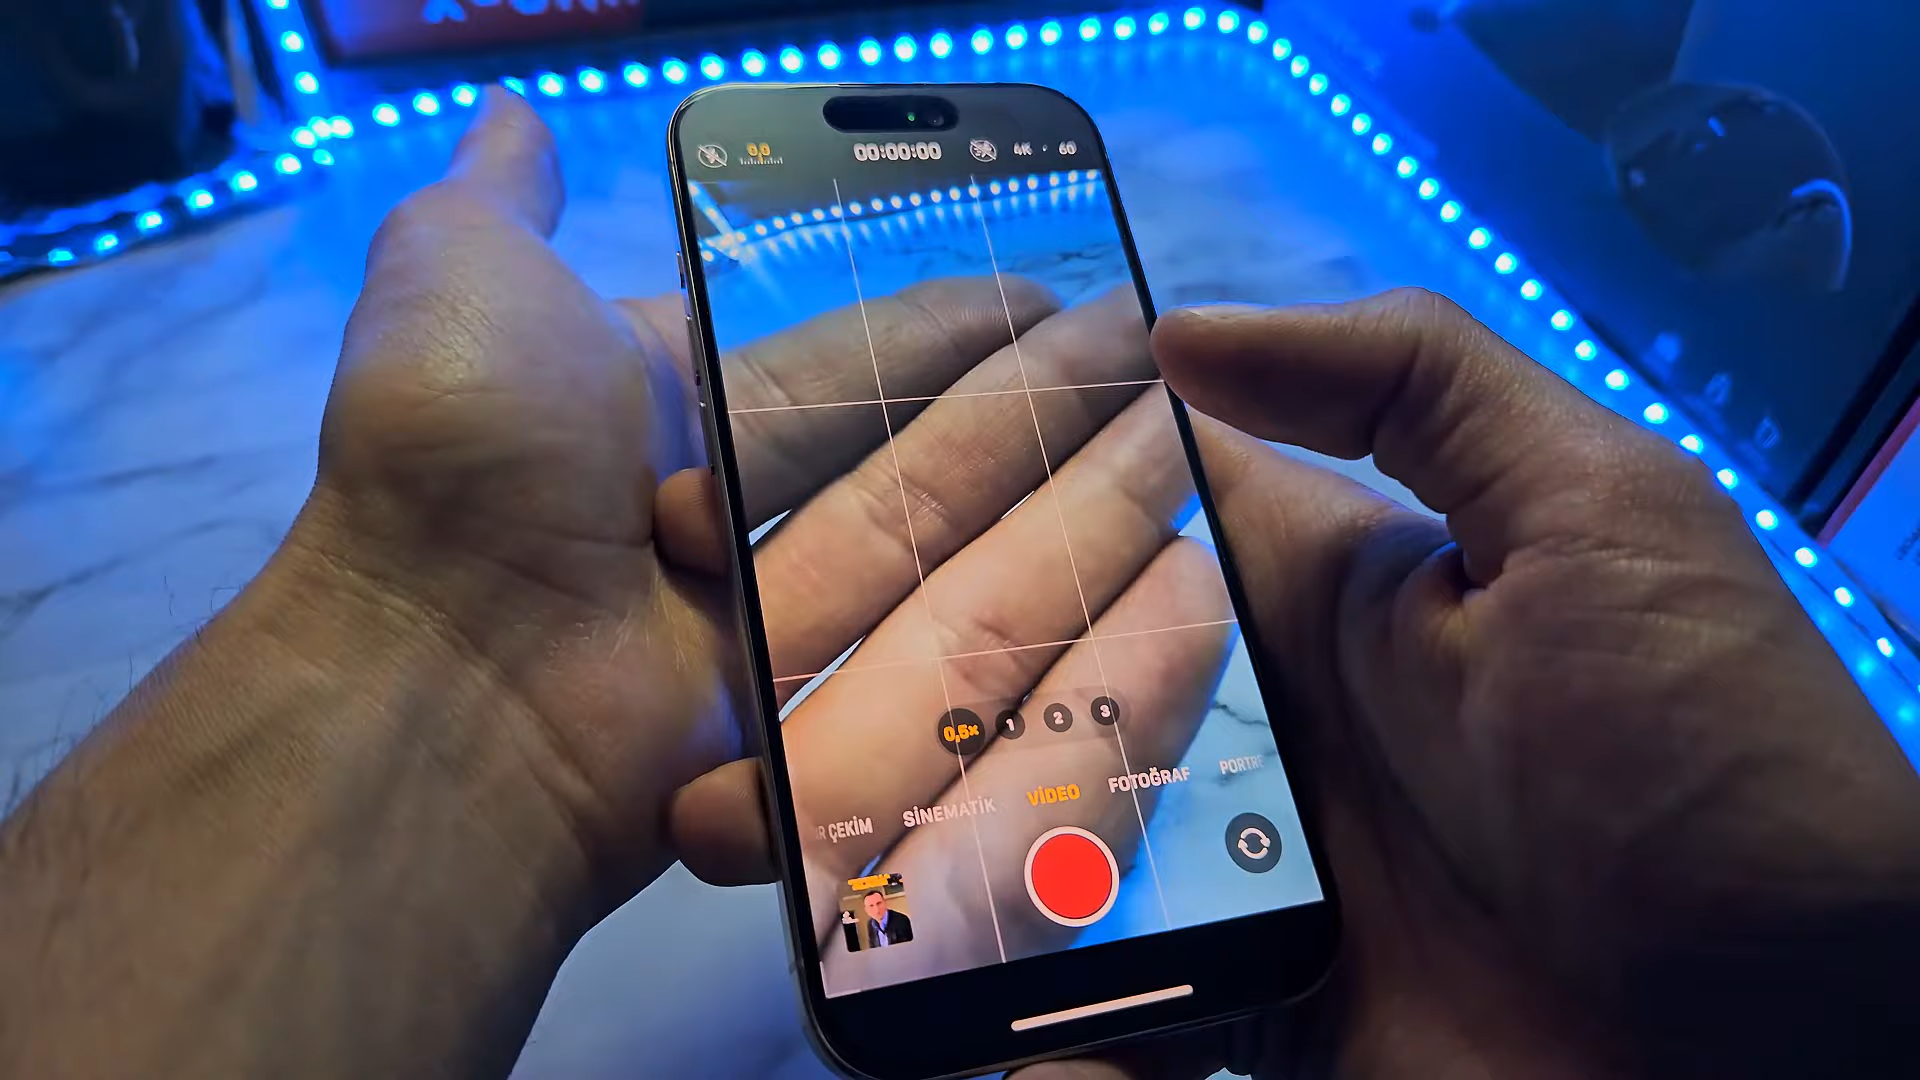 0,0
00:00:00
4K · 60
0,5×
1
2
3
ÇEKİM
SİNEMATİK
VİDEO
FOTOĞRAF
PORTRE